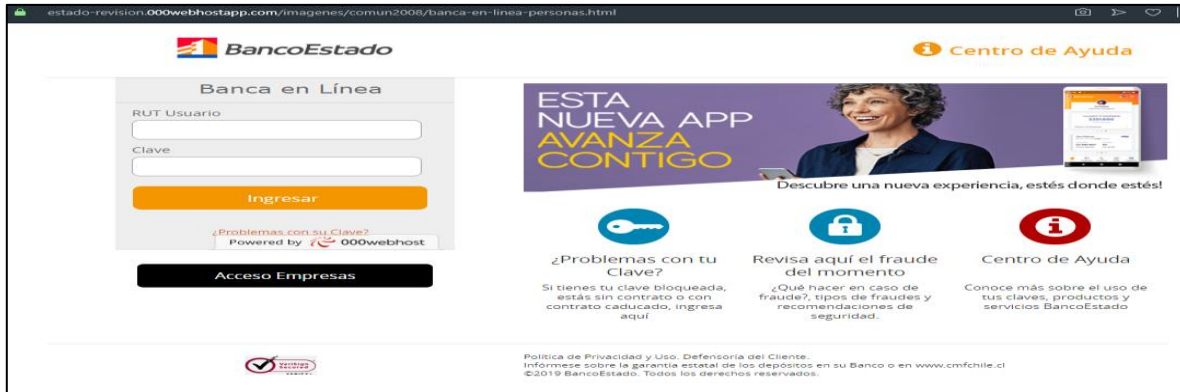 estado-revision.000webhostapp.com/imagenes/comun2008/banca-en-linea-personas.html
BancoEstado
Centro de Ayuda
Banca en Línea
RUT Usuario
Clave
Ingresar
¿Problemas con su Clave?
Powered by 000webhost
Acceso Empresas
ESTA
NUEVA APP
AVANZA
CONTIGO
Descubre una nueva experiencia, estés donde estés!
¿Problemas con tu
Clave?
Si tienes tu clave bloqueada,
estás sin contrato o con
contrato caducado, ingresa
aquí
Revisa aquí el fraude
del momento
¿Qué hacer en caso de
fraude?, tipos de fraudes y
recomendaciones de
seguridad.
Centro de Ayuda
Conoce más sobre el uso de
tus claves, productos y
servicios BancoEstado
Política de Privacidad y Uso. Defensoría del Cliente.
Infórmese sobre la garantía estatal de los depósitos en su Banco o en www.cmfchile.cl
©2019 BancoEstado. Todos los derechos reservados.